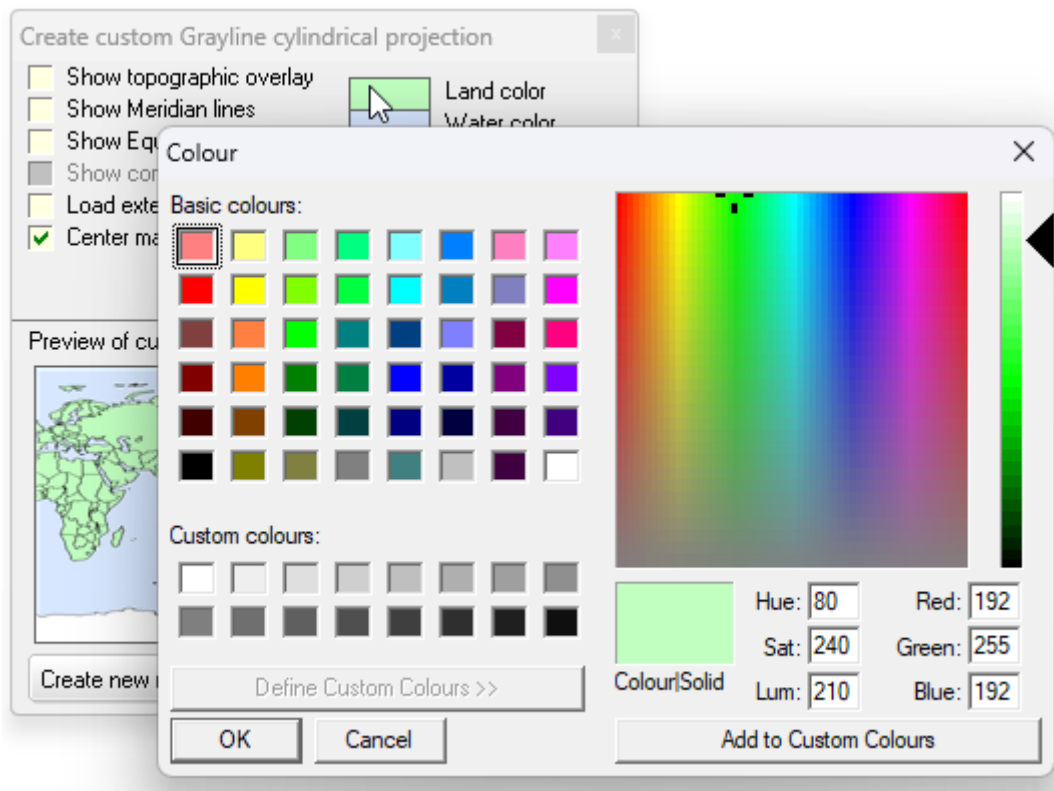 Create custom Grayline cylindrical projection
Show topographic overlay
Show Meridian lines
Land color
Water color
Show Equ
Show cor
Load exte
Center ma
Preview of cu
Create new
Colour
Basic colours:
Custom colours:
Define Custom Colours >>
OK
Cancel
Colour|Solid
Hue: 80
Red: 192
Sat: 240
Green: 255
Lum: 210
Blue: 192
Add to Custom Colours